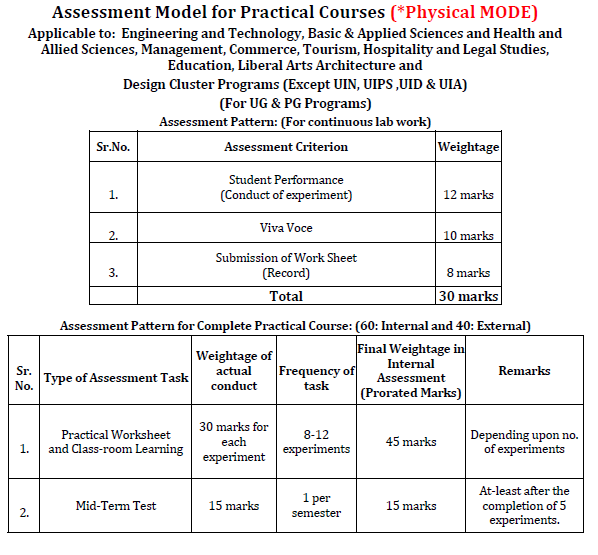 Assessment Model for Practical Courses (*Physical MODE)
Applicable to: Engineering and Technology, Basic & Applied Sciences and Health and
Allied Sciences, Management, Commerce, Tourism, Hospitality and Legal Studies,
Education, Liberal Arts Architecture and
Design Cluster Programs (Except UIN, UIPS ,UID & UIA)
(For UG & PG Programs)
Assessment Pattern: (For continuous lab work)
Sr.No. Assessment Criterion Weightage
Student Performance
1. (Conduct of experiment) 12 marks
Viva Voce
2. 10 marks
Submission of Work Sheet
3. (Record) 8 marks
Total 30 marks
Assessment Pattern for Complete Practical Course: (60: Internal and 40: External)
Sr. No. Type of Assessment Task Weightage of actual conduct Frequency of task Final Weightage in Internal Assessment (Prorated Marks) Remarks
1. Practical Worksheet and Class-room Learning 30 marks for each experiment 8-12 experiments 45 marks Depending upon no. of experiments
2. Mid-Term Test 15 marks 1 per semester 15 marks At-least after the completion of 5 experiments.